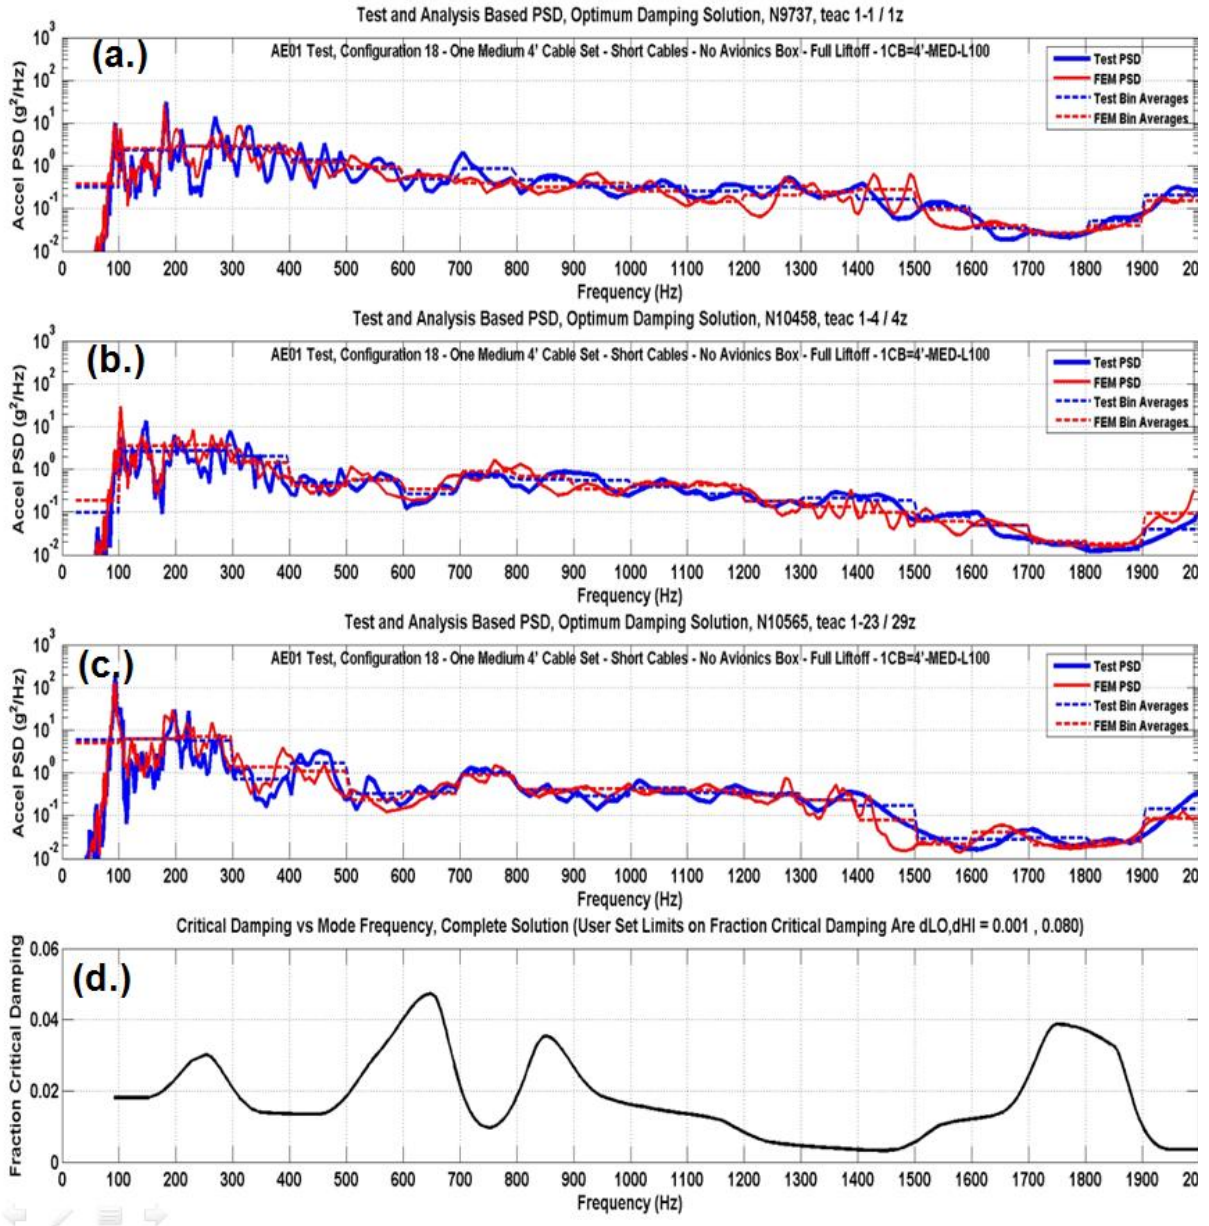 Test and Analysis Based PSD, Optimum Damping Solution, N9737, teac 1-1 / 1z
(a.)
AE01 Test, Configuration 18 - One Medium 4' Cable Set - Short Cables - No Avionics Box - Full Liftoff - 1CB=4'-MED-L100
Test PSD
FEM PSD
Test Bin Averages
FEM Bin Averages
Accel PSD (g²/Hz)
10³
10²
10¹
10⁰
10⁻¹
10⁻²
0 100 200 300 400 500 600 700 800 900 1000 1100 1200 1300 1400 1500 1600 1700 1800 1900 200
Frequency (Hz)
Test and Analysis Based PSD, Optimum Damping Solution, N10458, teac 1-4 / 4z
(b.)
AE01 Test, Configuration 18 - One Medium 4' Cable Set - Short Cables - No Avionics Box - Full Liftoff - 1CB=4'-MED-L100
Test PSD
FEM PSD
Test Bin Averages
FEM Bin Averages
Accel PSD (g²/Hz)
10³
10²
10¹
10⁰
10⁻¹
10⁻²
0 100 200 300 400 500 600 700 800 900 1000 1100 1200 1300 1400 1500 1600 1700 1800 1900 200
Frequency (Hz)
Test and Analysis Based PSD, Optimum Damping Solution, N10565, teac 1-23 / 29z
(c.)
AE01 Test, Configuration 18 - One Medium 4' Cable Set - Short Cables - No Avionics Box - Full Liftoff - 1CB=4'-MED-L100
Test PSD
FEM PSD
Test Bin Averages
FEM Bin Averages
Accel PSD (g²/Hz)
10³
10²
10¹
10⁰
10⁻¹
10⁻²
0 100 200 300 400 500 600 700 800 900 1000 1100 1200 1300 1400 1500 1600 1700 1800 1900 200
Frequency (Hz)
Critical Damping vs Mode Frequency, Complete Solution (User Set Limits on Fraction Critical Damping Are dLO,dHI = 0.001 , 0.080)
(d.)
Fraction Critical Damping
0.06
0.04
0.02
0
0 100 200 300 400 500 600 700 800 900 1000 1100 1200 1300 1400 1500 1600 1700 1800 1900 200
Frequency (Hz)